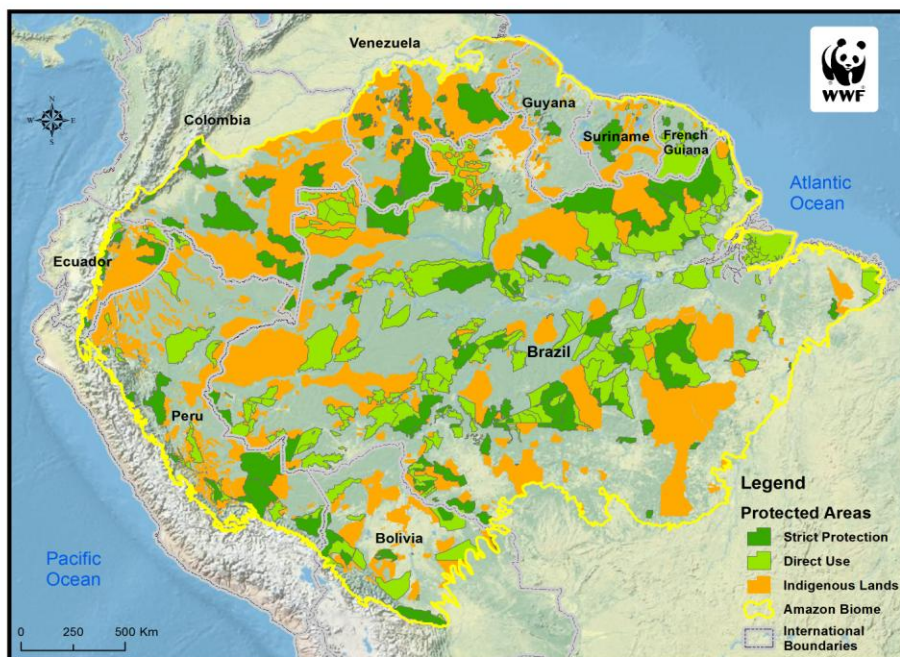 Venezuela
WWF
Guyana
Colombia
Suriname
French
Guiana
N
W E
S
Atlantic
Ocean
Ecuador
Brazil
Peru
Legend
Protected Areas
Strict Protection
Bolivia
Direct Use
Pacific
Ocean
Indigenous Lands
Amazon Biome
International
Boundaries
0 250 500 Km